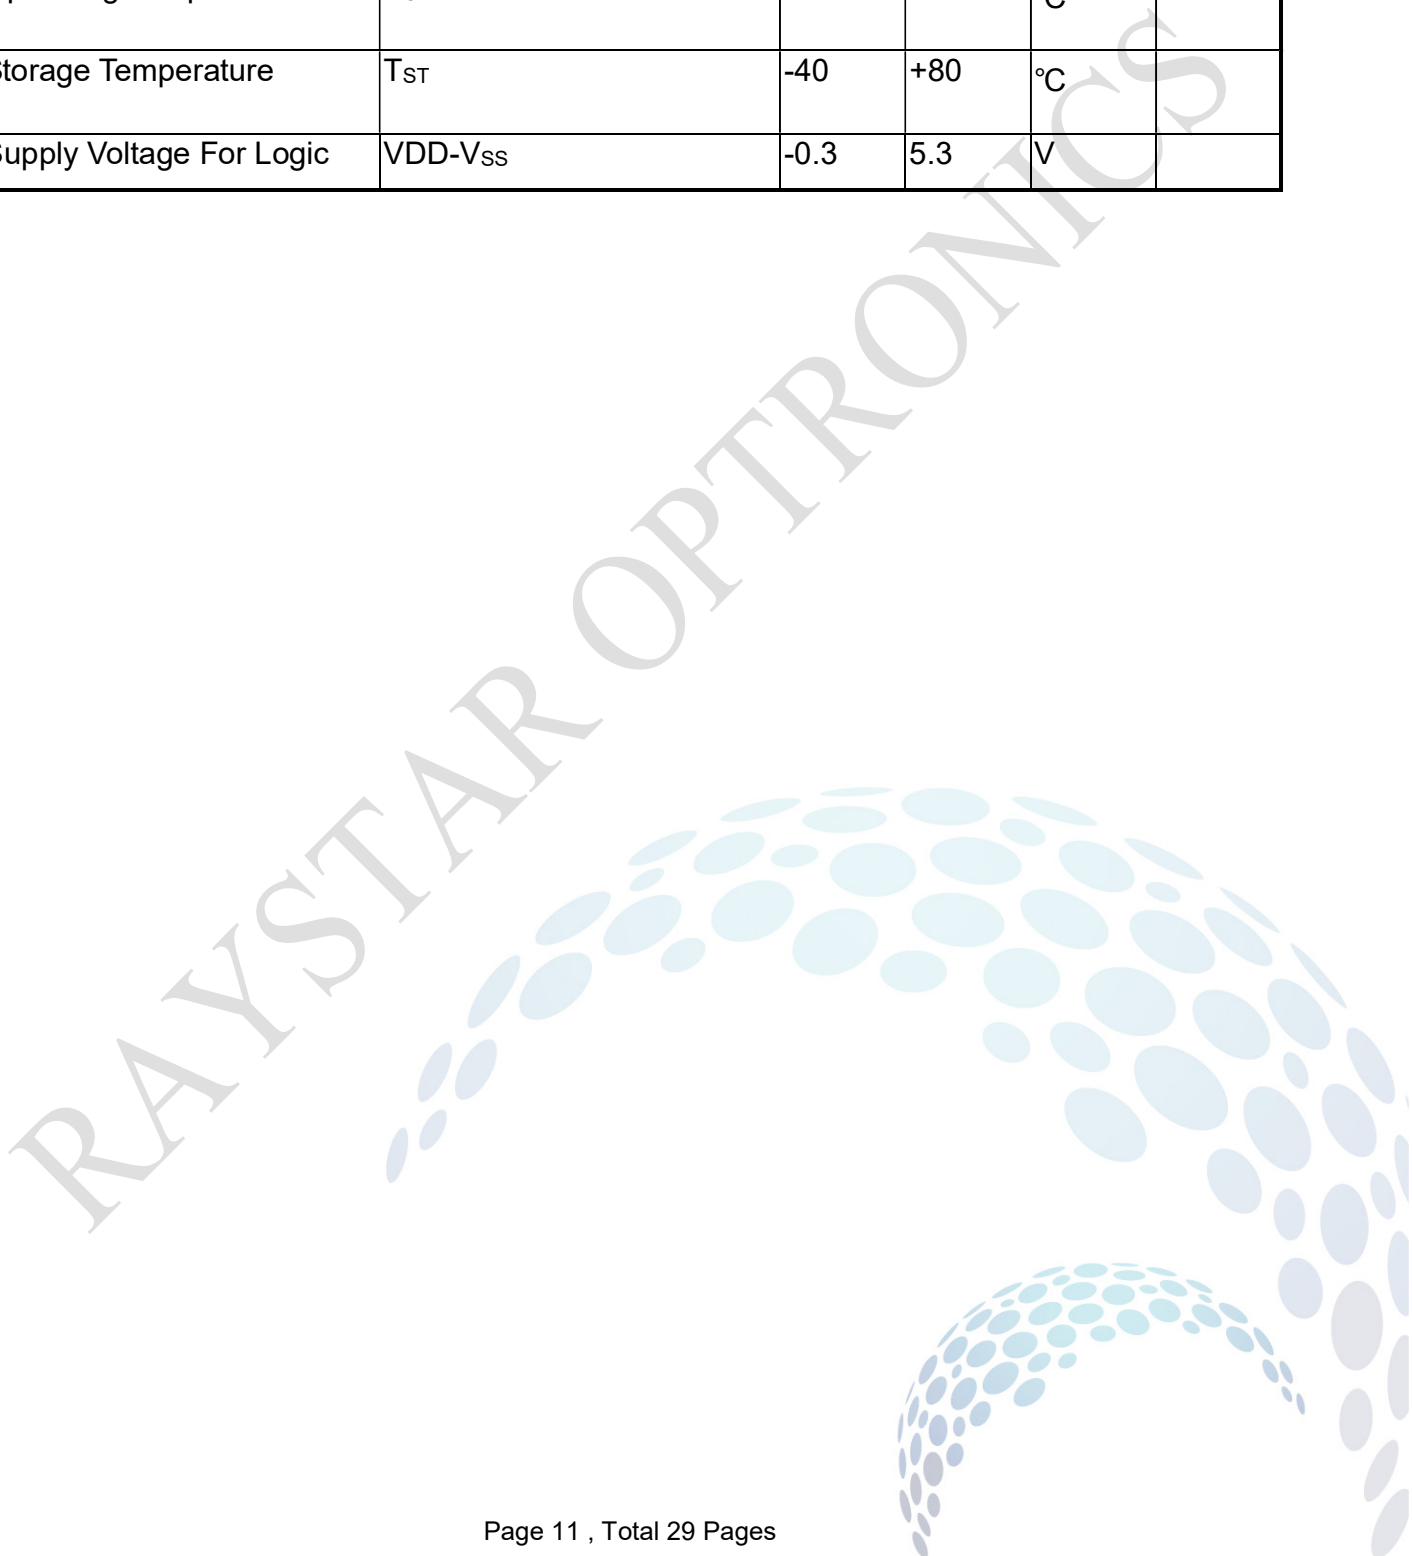 Storage Temperature TST -40 +80 ℃
Supply Voltage For Logic VDD-VSS -0.3 5.3 V
RAYSTAR OPTRONICS
Page 11 , Total 29 Pages